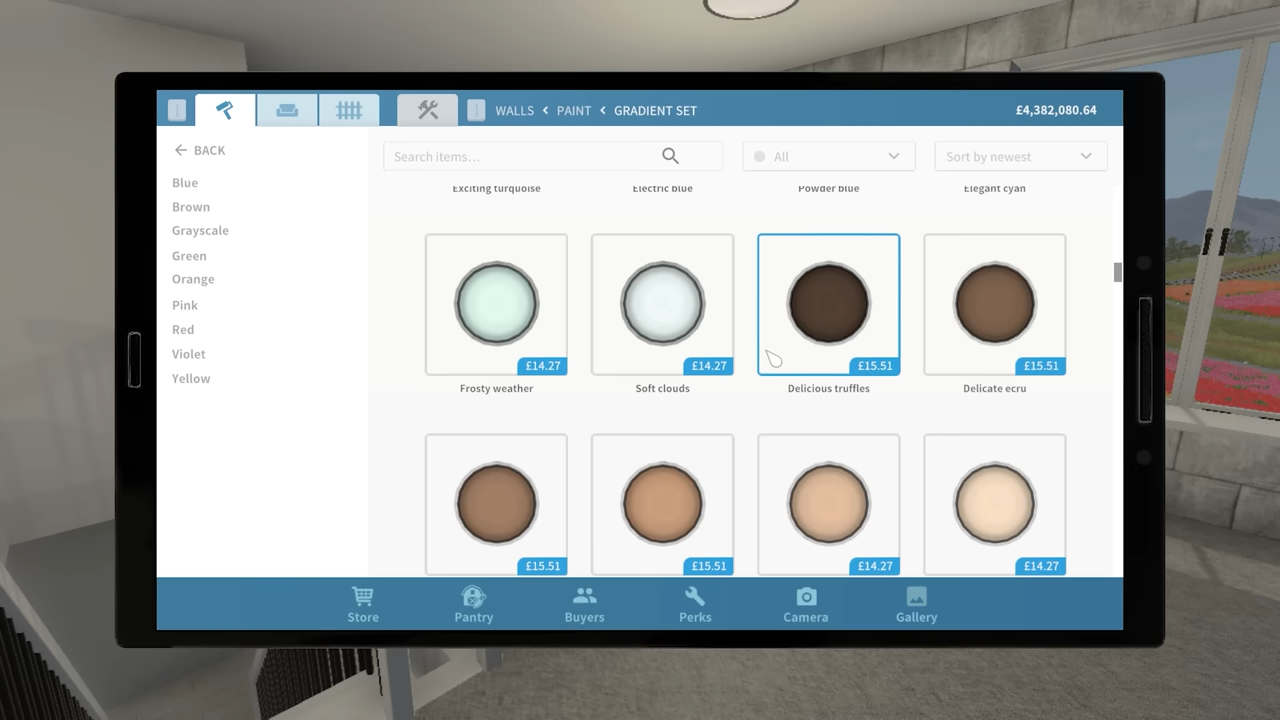 WALLS < PAINT < GRADIENT SET
£4,382,080.64
BACK
Blue
Brown
Grayscale
Green
Orange
Pink
Red
Violet
Yellow
Search items...
All
Sort by newest
Exciting turquoise
Electric blue
Powder blue
Elegant cyan
£14.27
£14.27
£15.51
£15.51
Frosty weather
Soft clouds
Delicious truffles
Delicate ecru
£15.51
£15.51
£14.27
£14.27
Store
Pantry
Buyers
Perks
Camera
Gallery